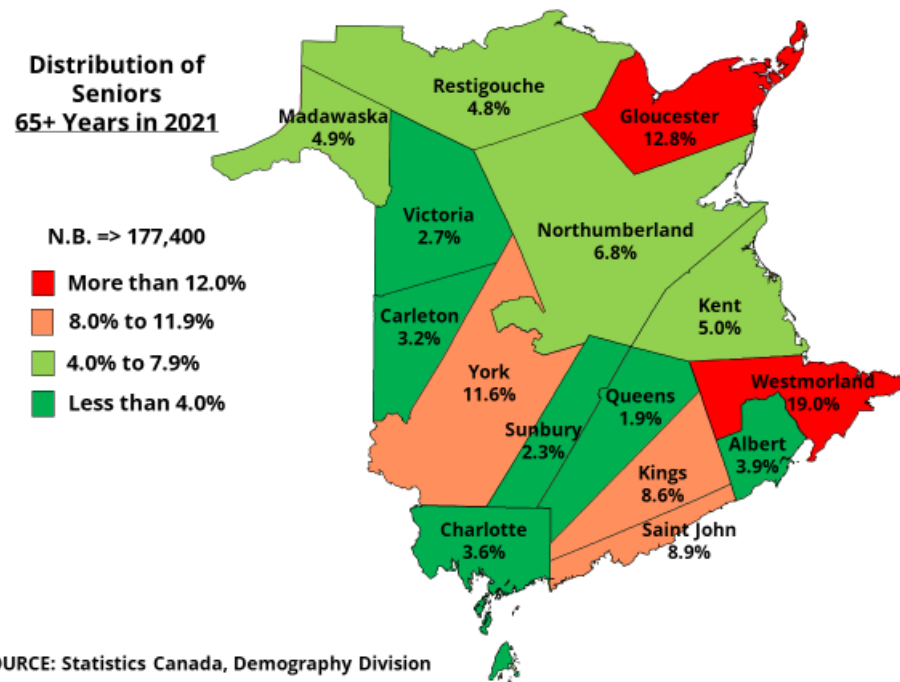 Distribution of
Seniors
65+ Years in 2021
N.B. => 177,400
More than 12.0%
8.0% to 11.9%
4.0% to 7.9%
Less than 4.0%
Restigouche
4.8%
Madawaska
4.9%
Gloucester
12.8%
Victoria
2.7%
Northumberland
6.8%
Carleton
3.2%
Kent
5.0%
York
11.6%
Westmorland
19.0%
Queens
1.9%
Sunbury
2.3%
Albert
3.9%
Kings
8.6%
Charlotte
3.6%
Saint John
8.9%
OURCE: Statistics Canada, Demography Division